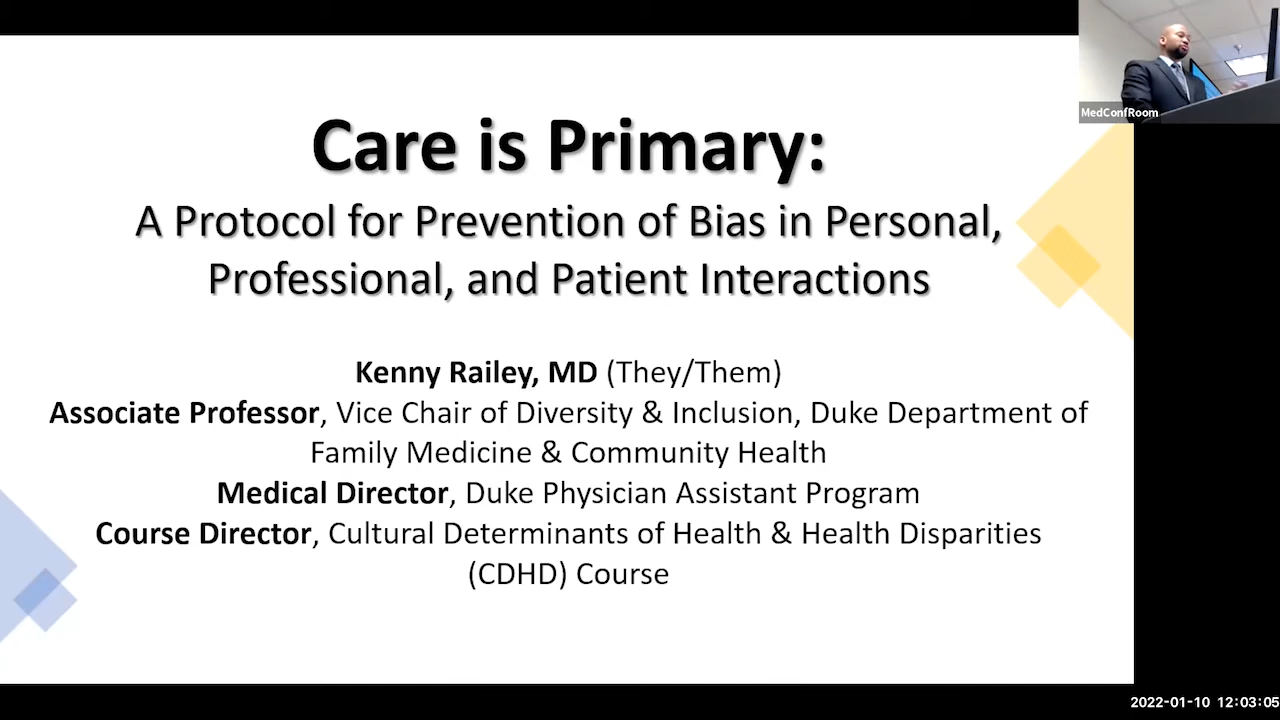 MedConfRoom
Care is Primary:
A Protocol for Prevention of Bias in Personal,
Professional, and Patient Interactions
Kenny Railey, MD (They/Them)
Associate Professor, Vice Chair of Diversity & Inclusion, Duke Department of
Family Medicine & Community Health
Medical Director, Duke Physician Assistant Program
Course Director, Cultural Determinants of Health & Health Disparities
(CDHD) Course
2022-01-10 12:03:05